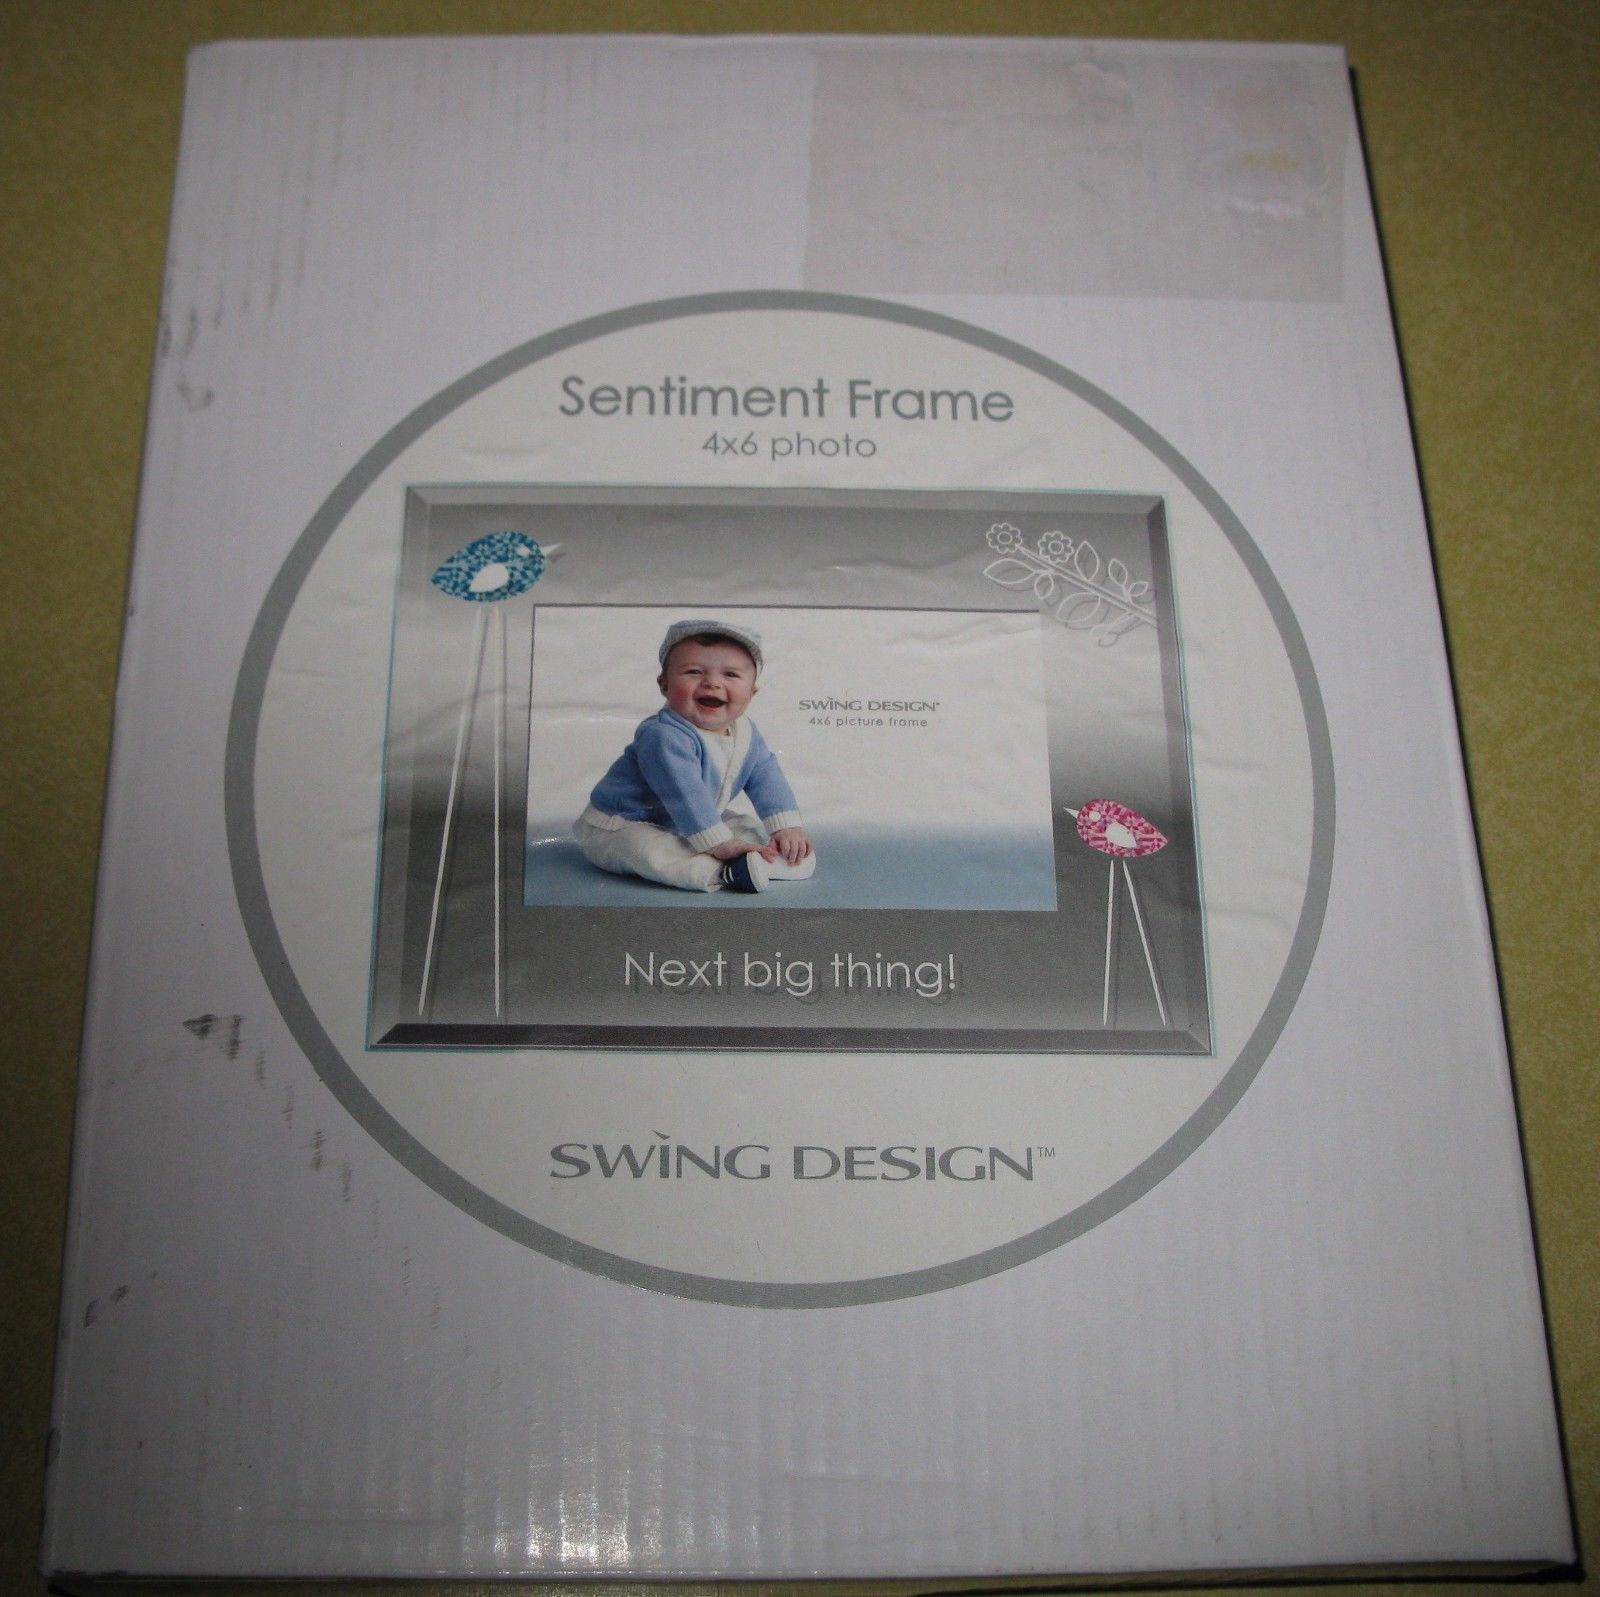 Sentiment Frame
4x6 photo
SWING DESIGN
4x6 picture frame
Next big thing!
SWING DESIGN™